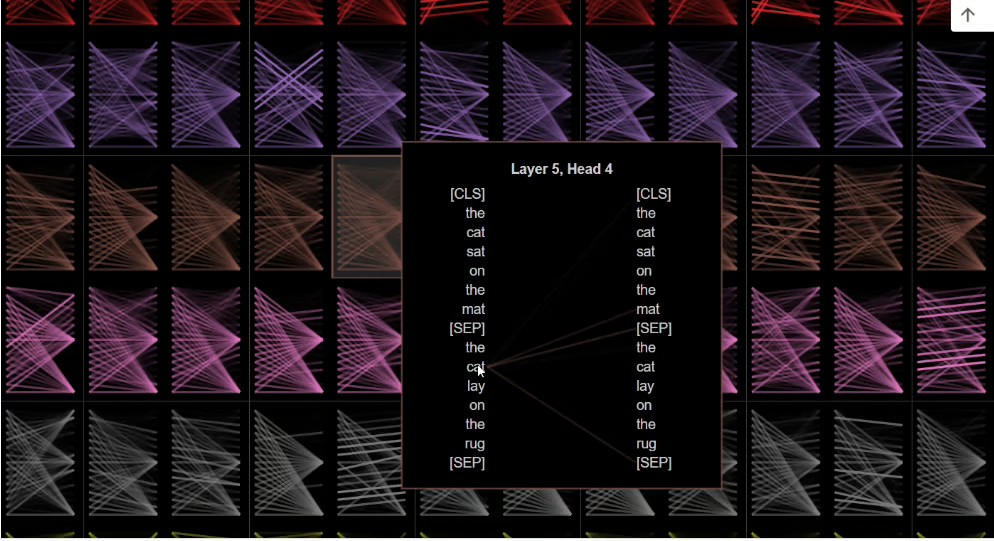 Layer 5, Head 4
[CLS] [CLS]
the the
cat cat
sat sat
on on
the the
mat mat
[SEP] [SEP]
the the
cat cat
lay lay
on on
the the
rug rug
[SEP] [SEP]